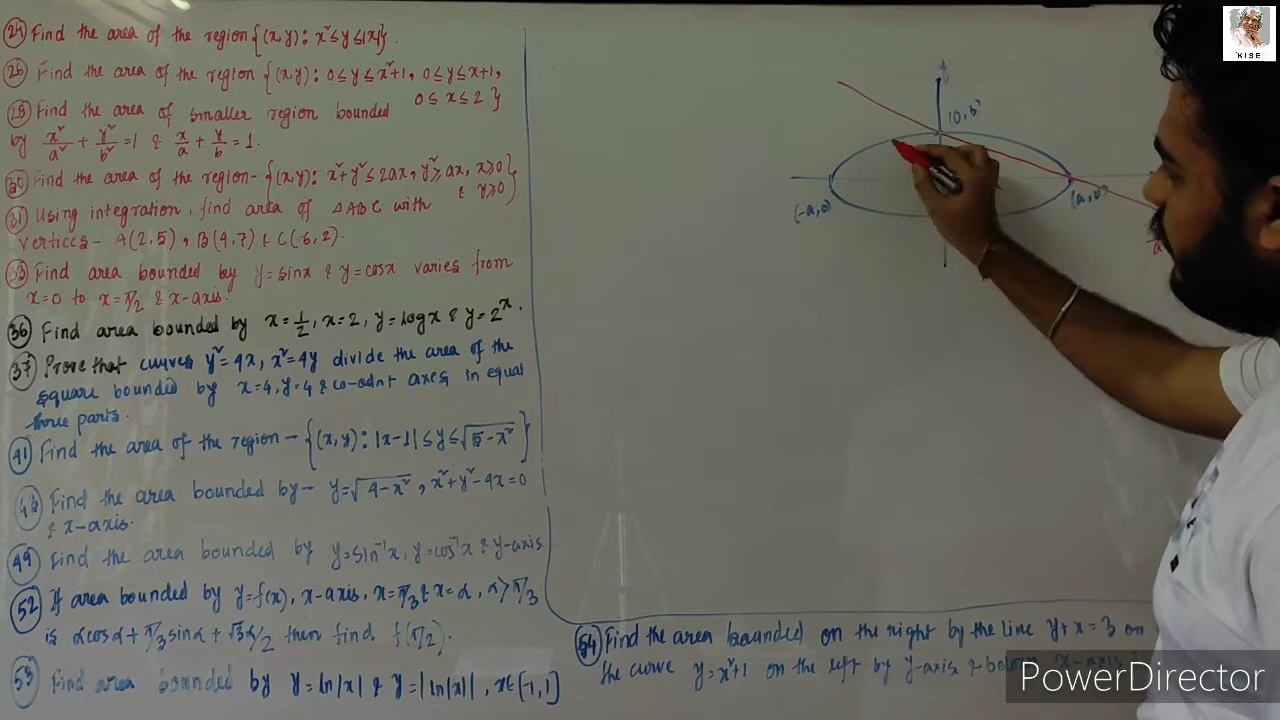 24 Find the area of the region {(x,y): x² ≤ y ≤ |x|}.
26 Find the area of the region {(x,y): 0≤y≤x²+1, 0≤y≤x+1,
0≤x≤2}
28 Find the area of smaller region bounded
by x²/a² + y²/b² = 1 & x/a + y/b = 1.
30 Find the area of the region- {(x,y): x²+y² ≤ 2ax, y² ≥ ax, x≥0
& y≥0}
31 Using integration, find area of ΔABC with
vertices- A(2,5), B(4,7) & C(6,2).
33 Find area bounded by y=sinx & y=cosx varies from
x=0 to x=π/2 & x-axis.
36 Find area bounded by x=1/2, x=2, y=logx & y=2ˣ.
37 Prove that curves y²=4x, x²=4y divide the area of the
square bounded by x=4, y=4 & co-odnt axes in equal
three parts.
41 Find the area of the region- {(x,y): |x-1| ≤ y ≤ √5-x²}
Find the area bounded by- y=√4-x², x²+y²-4x=0
& x-axis.
49 Find the area bounded by y=sin⁻¹x, y=cos⁻¹x & y-axis
52 If area bounded by y=f(x), x-axis, x=π/3 & x=α, α>π/3
is αcosα + π/3 sinα + √3α/2 then find f(π/2).
Find area bounded by y=ln|x| & y=|ln|x||, x∈[-1,1]
54 Find the area bounded on the right by the line y+x=3 on
the curve y=x²+1 on the left by y-axis & below x-axis
y
(0,b)
(-a,0)
(a,0)
KISE
PowerDirector